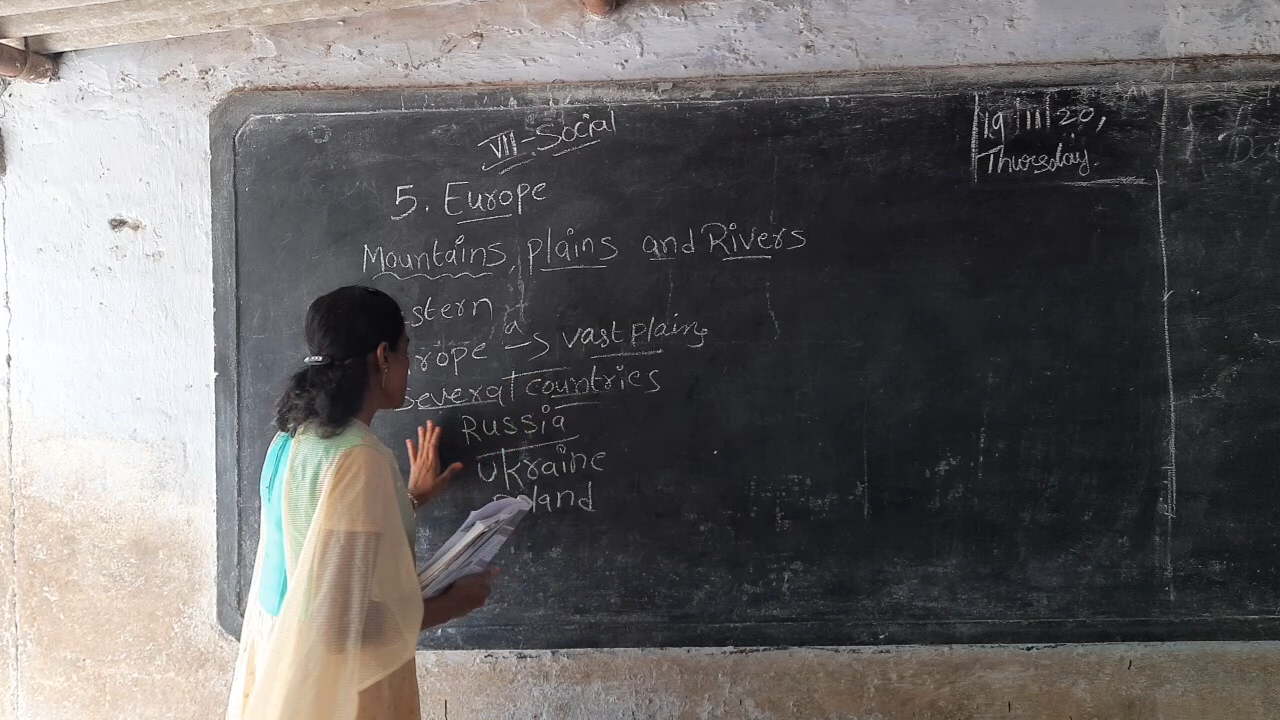 VII - Social
19/11/20,
Thursday.
5. Europe
Mountains, plains and Rivers
stern
rope → a vast plains
several countries
Russia
Ukraine
land